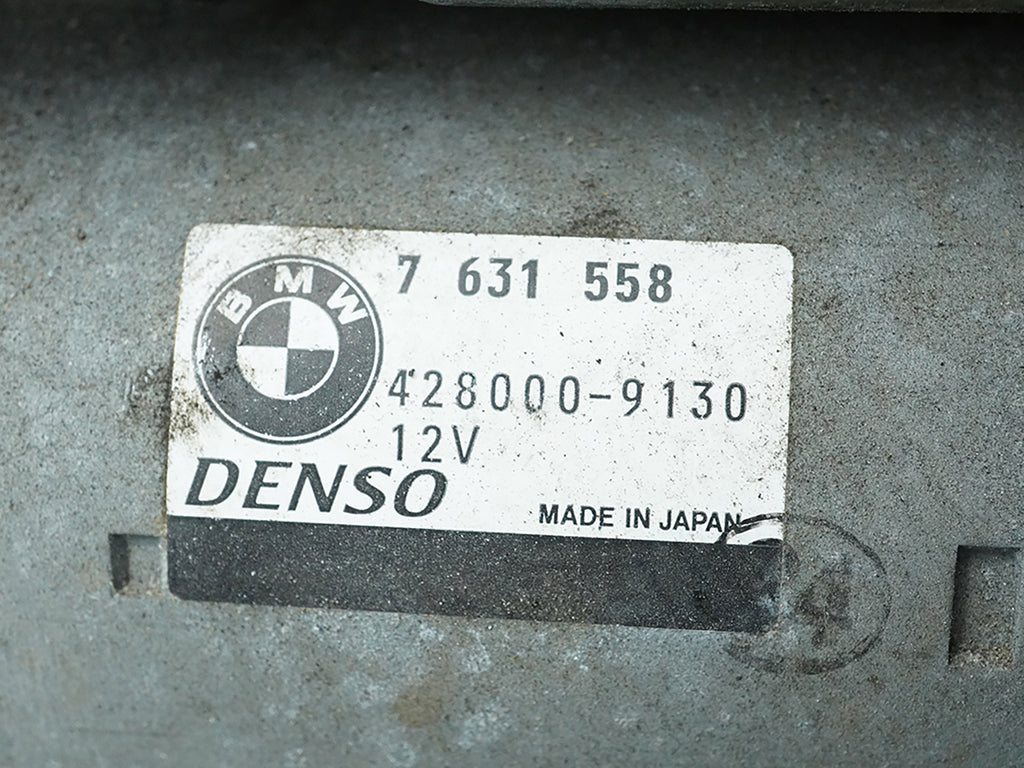 BMW
7 631 558
428000-9130
12V
DENSO
MADE IN JAPAN